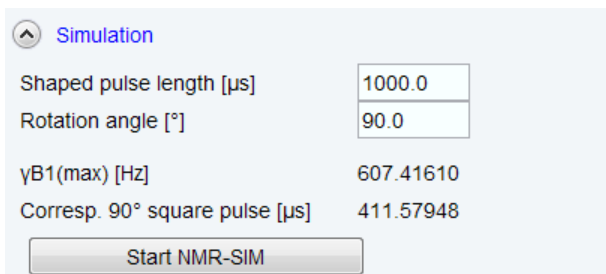 Simulation
Shaped pulse length [µs] 1000.0
Rotation angle [°] 90.0
γB1(max) [Hz] 607.41610
Corresp. 90° square pulse [µs] 411.57948
Start NMR-SIM